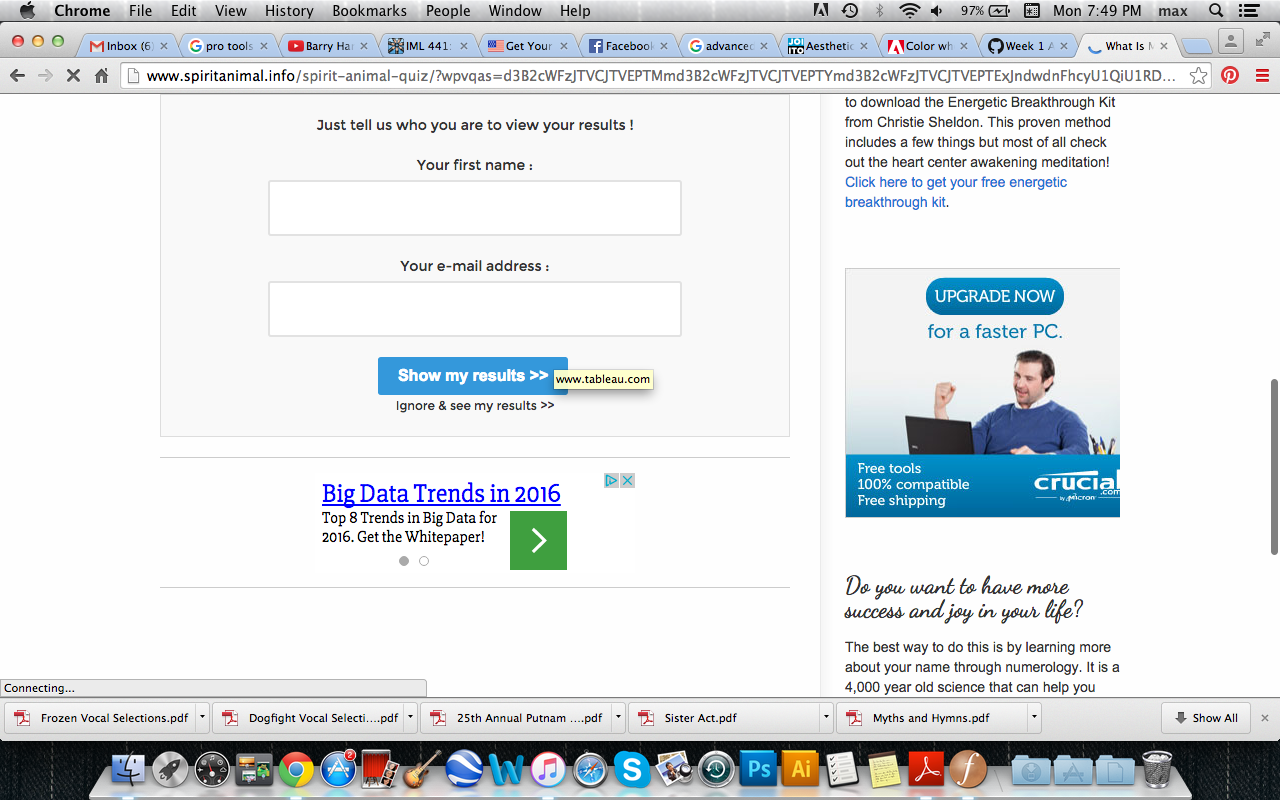 Chrome File Edit View History Bookmarks People Window Help 97% Mon 7:49 PM max
Inbox (6 pro tools Barry Ha IML 441: Get Your Facebook advanced Aesthetic Color wh Week 1 A What Is M
www.spiritanimal.info/spirit-animal-quiz/?wpvqas=d3B2cWFzJTVCJTVEPTMmd3B2cWFzJTVCJTVEPTYmd3B2cWFzJTVCJTVEPTExJndwdnFhcyU1QiU1RD...
Just tell us who you are to view your results !
Your first name :
Your e-mail address :
Show my results >>
www.tableau.com
Ignore & see my results >>
Big Data Trends in 2016
Top 8 Trends in Big Data for
2016. Get the Whitepaper!
to download the Energetic Breakthrough Kit
from Christie Sheldon. This proven method
includes a few things but most of all check
out the heart center awakening meditation!
Click here to get your free energetic
breakthrough kit.
UPGRADE NOW
for a faster PC.
Free tools
100% compatible
Free shipping
crucial
.com
by Micron
Do you want to have more
success and joy in your life?
The best way to do this is by learning more
about your name through numerology. It is a
4,000 year old science that can help you
Connecting...
Frozen Vocal Selections.pdf Dogfight Vocal Selecti....pdf 25th Annual Putnam ....pdf Sister Act.pdf Myths and Hymns.pdf Show All
2 Ps Ai